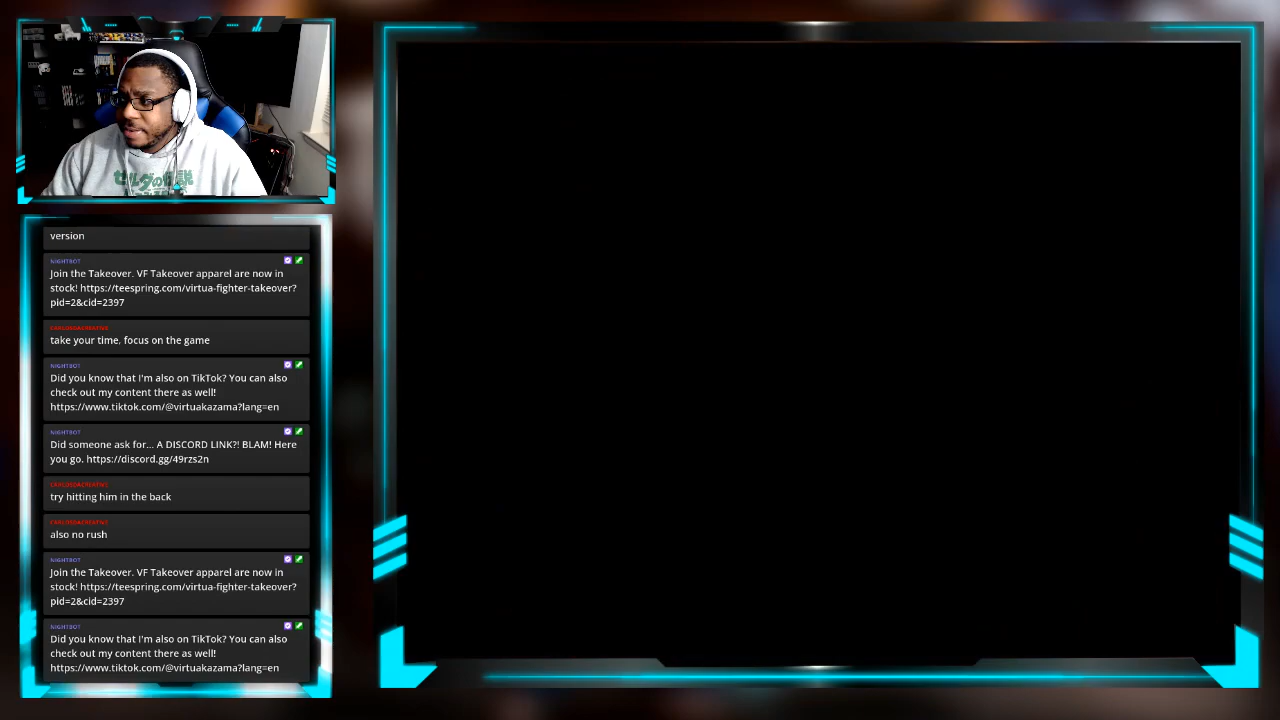 ゼルダの伝説
version
NIGHTBOT
Join the Takeover. VF Takeover apparel are now in
stock! https://teespring.com/virtua-fighter-takeover?
pid=2&cid=2397
take your time, focus on the game
NIGHTBOT
Did you know that I'm also on TikTok? You can also
check out my content there as well!
https://www.tiktok.com/@virtuakazama?lang=en
NIGHTBOT
Did someone ask for... A DISCORD LINK?! BLAM! Here
you go. https://discord.gg/49rzs2n
try hitting him in the back
also no rush
NIGHTBOT
Join the Takeover. VF Takeover apparel are now in
stock! https://teespring.com/virtua-fighter-takeover?
pid=2&cid=2397
NIGHTBOT
Did you know that I'm also on TikTok? You can also
check out my content there as well!
https://www.tiktok.com/@virtuakazama?lang=en